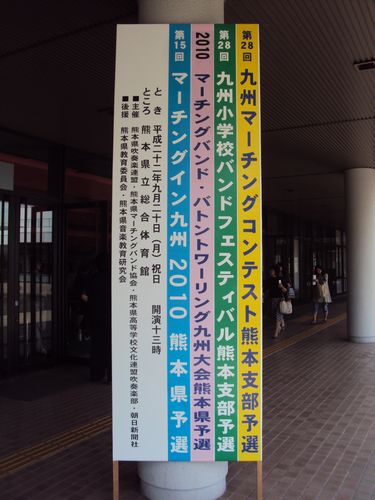 第28回 九州マーチングコンテスト熊本支部予選
第28回 九州小学校バンドフェスティバル熊本支部予選
2010 マーチングバンド・バトントワーリング九州大会熊本県予選
第15回 マーチングイン九州 2010 熊本県予選
とき 平成二十二年九月二十日(月)祝日 開演十三時
ところ 熊本県立総合体育館
■主催 熊本県吹奏楽連盟・熊本県マーチングバンド協会・熊本県高等学校文化連盟吹奏楽部・朝日新聞社
■後援 熊本県教育委員会・熊本県音楽教育研究会